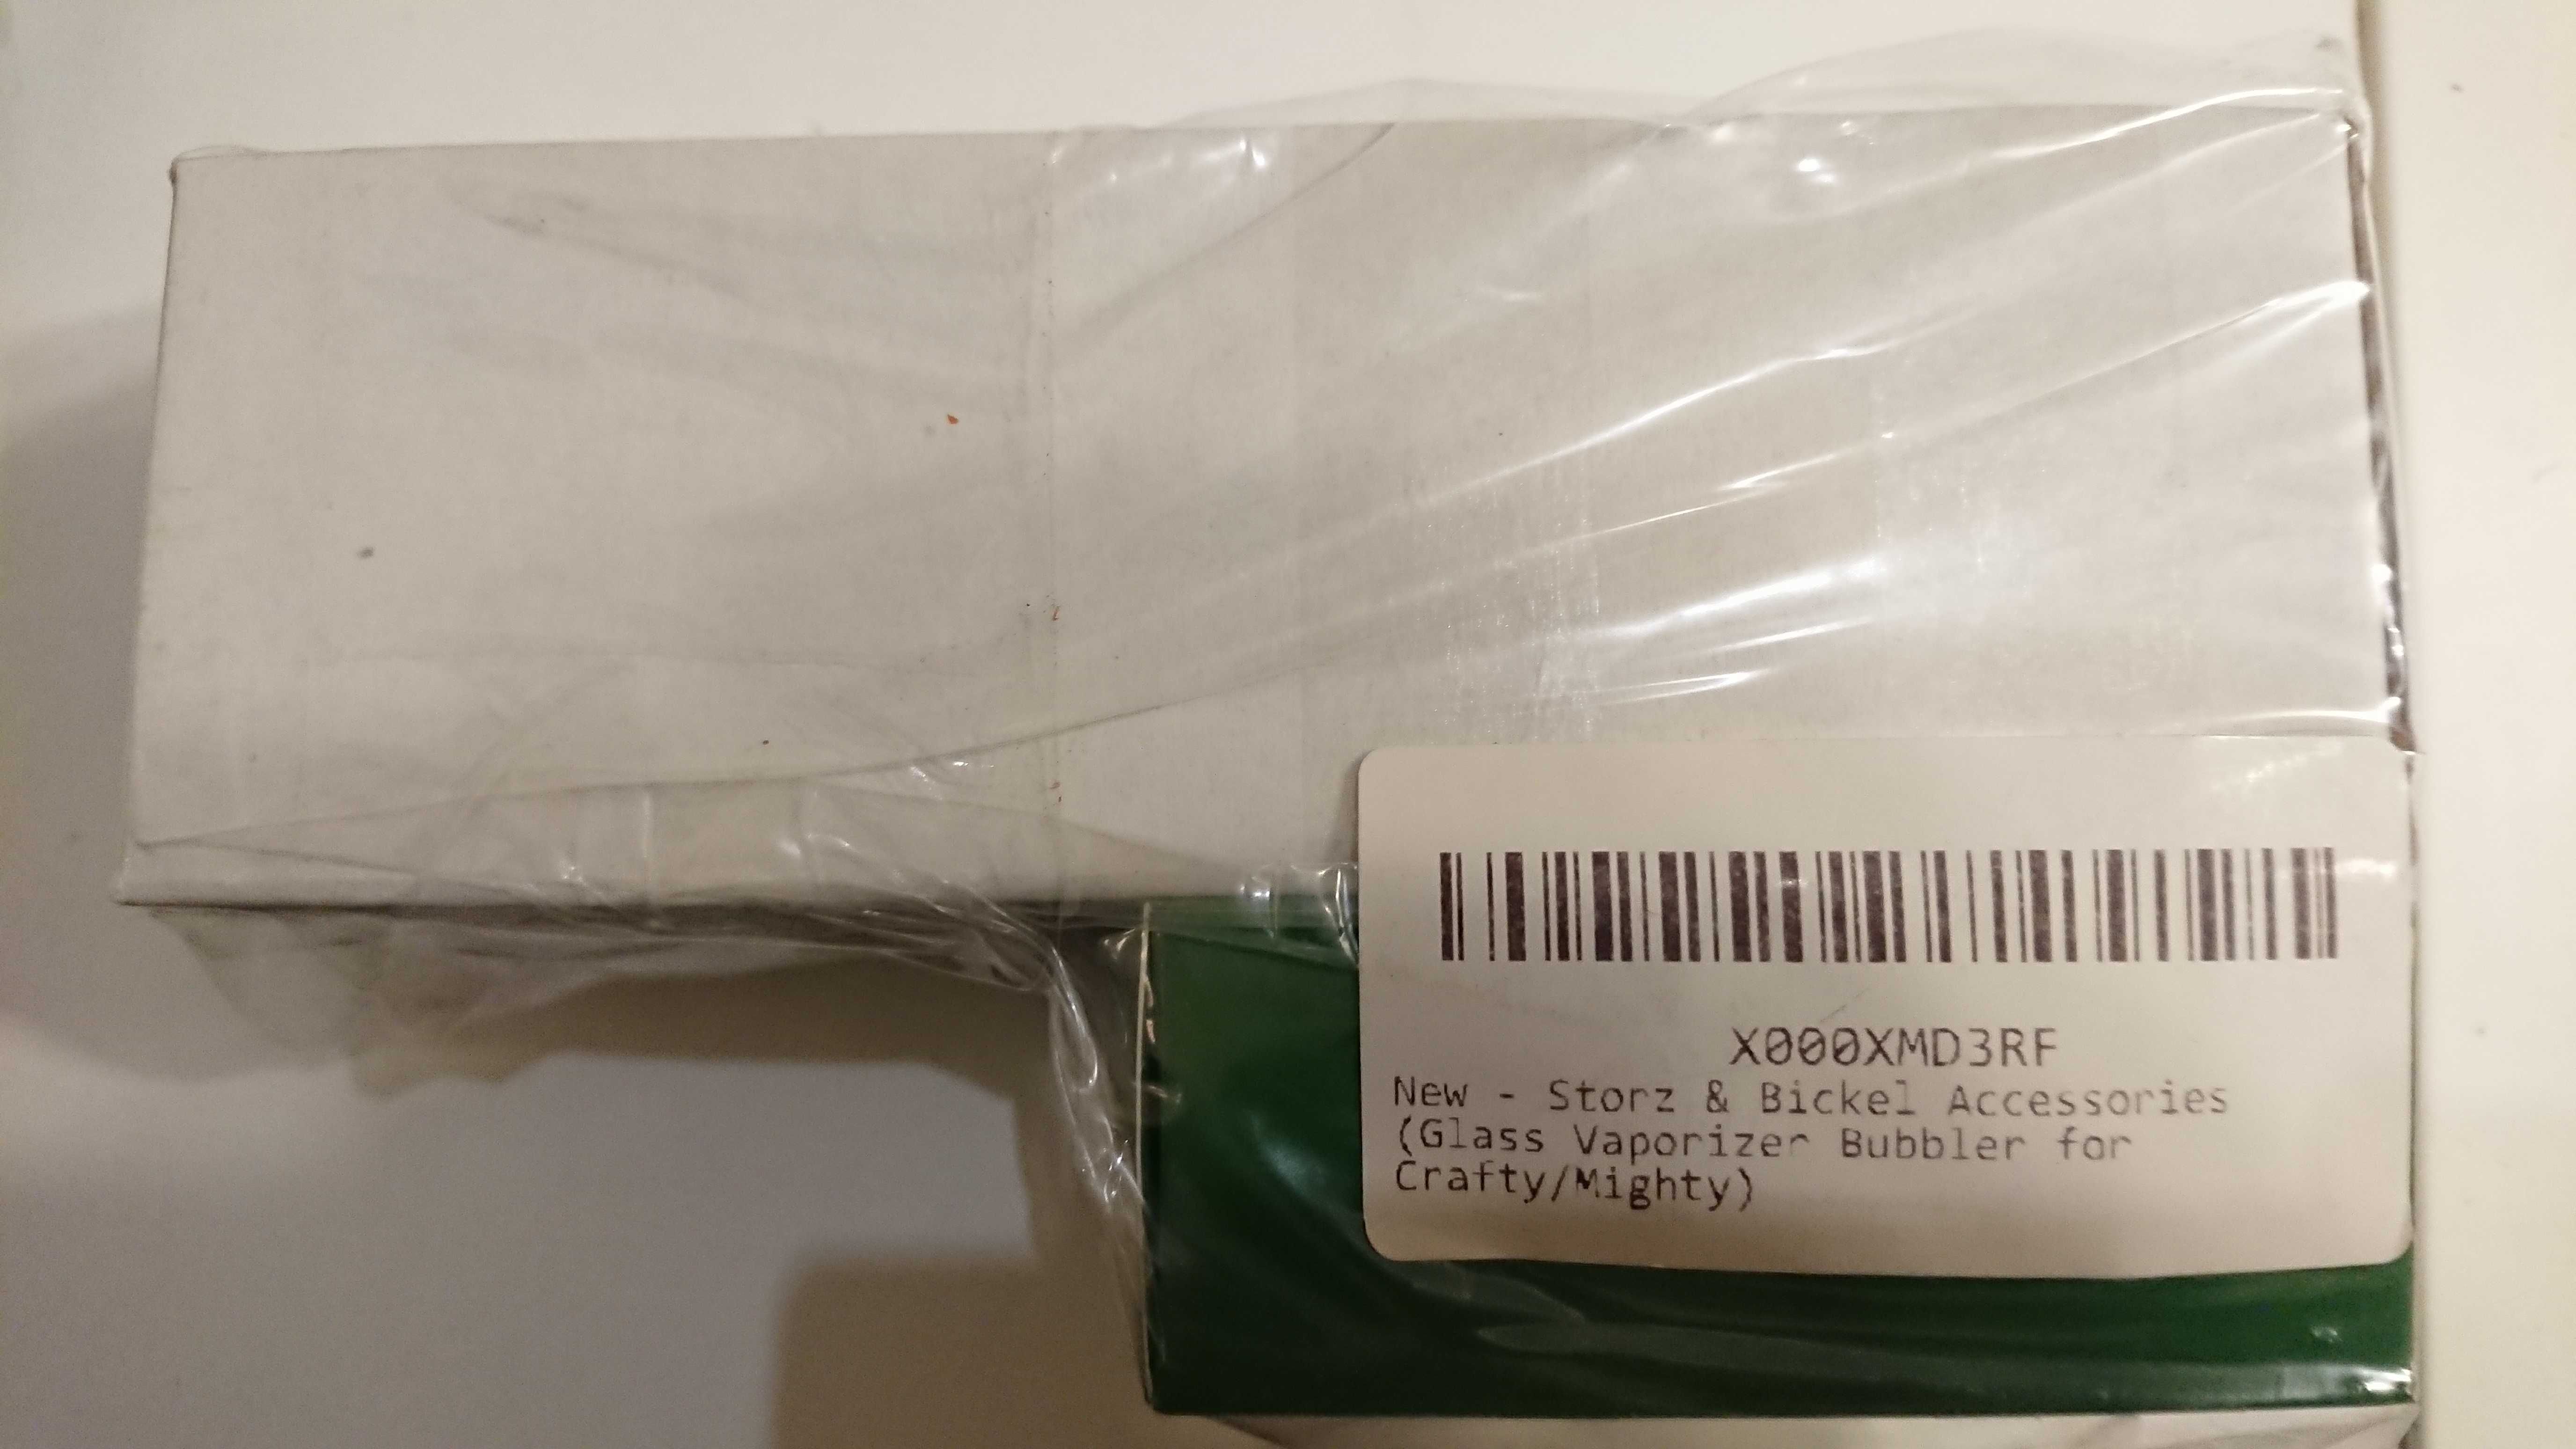 X000XMD3RF
New - Storz & Bickel Accessories
(Glass Vaporizer Bubbler for
Crafty/Mighty)